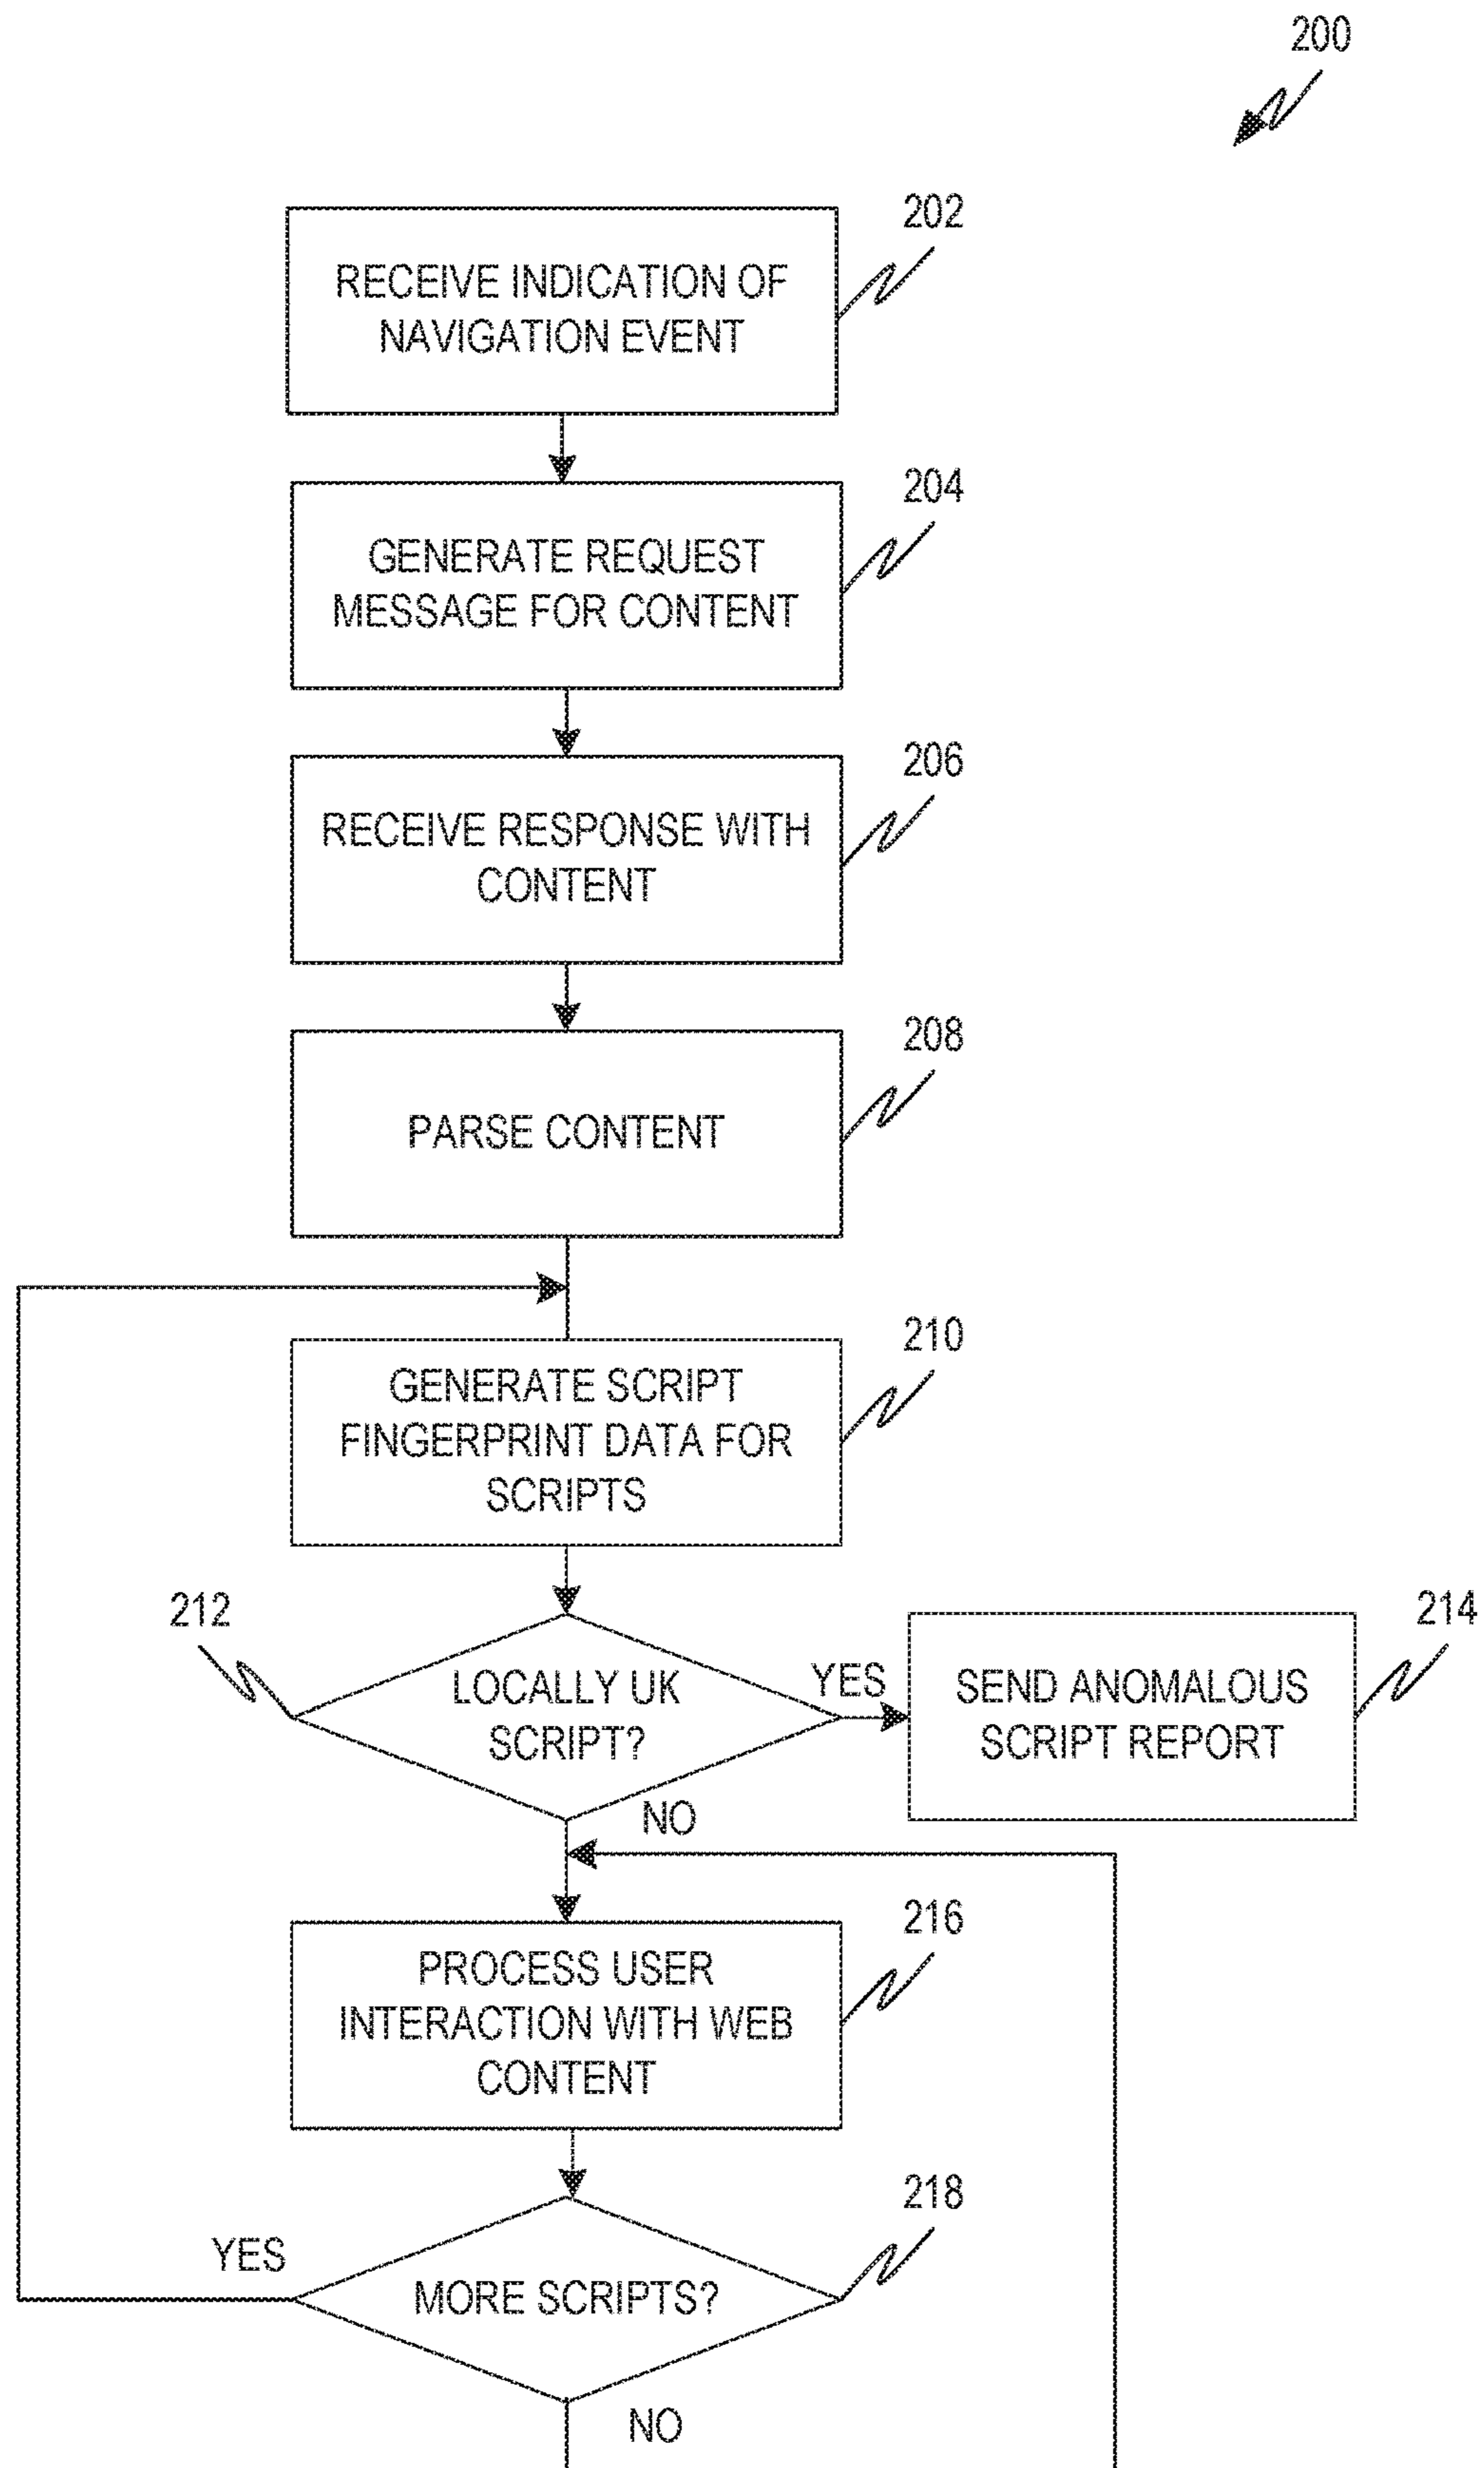 200
202
RECEIVE INDICATION OF
NAVIGATION EVENT
204
GENERATE REQUEST
MESSAGE FOR CONTENT
206
RECEIVE RESPONSE WITH
CONTENT
208
PARSE CONTENT
210
GENERATE SCRIPT
FINGERPRINT DATA FOR
SCRIPTS
212
LOCALLY UK
SCRIPT?
YES
214
SEND ANOMALOUS
SCRIPT REPORT
NO
216
PROCESS USER
INTERACTION WITH WEB
CONTENT
218
YES
MORE SCRIPTS?
NO